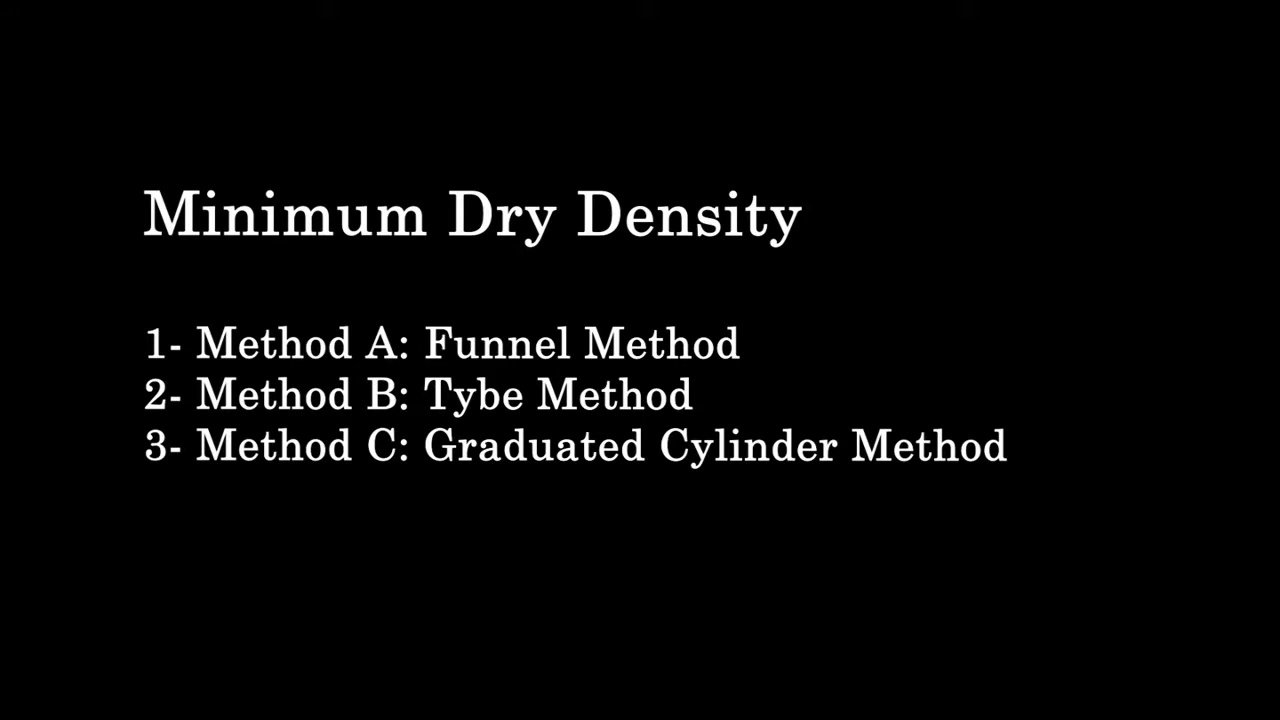 Minimum Dry Density
1- Method A: Funnel Method
2- Method B: Tybe Method
3- Method C: Graduated Cylinder Method